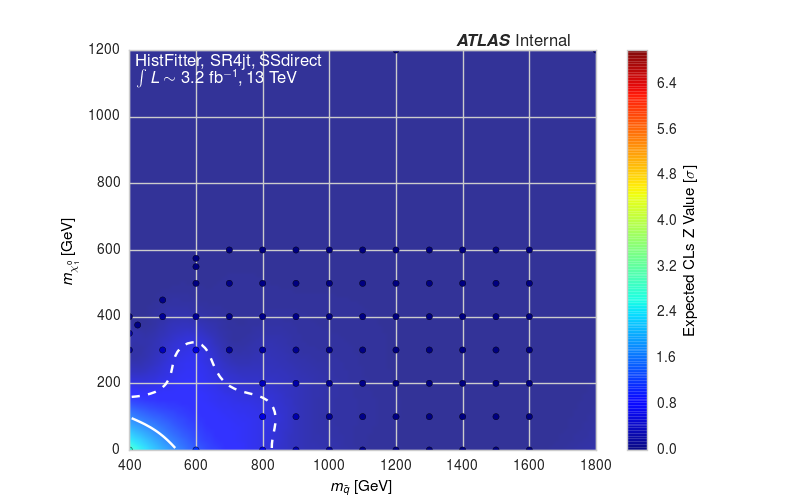 ATLAS Internal
HistFitter, SR4jt, SSdirect
∫ L ∼ 3.2 fb⁻¹, 13 TeV
1200
1000
800
600
400
200
0
m_χ̃₁⁰ [GeV]
400 600 800 1000 1200 1400 1600 1800
m_q̃ [GeV]
6.4
5.6
4.8
4.0
3.2
2.4
1.6
0.8
0.0
Expected CLs Z Value [σ]